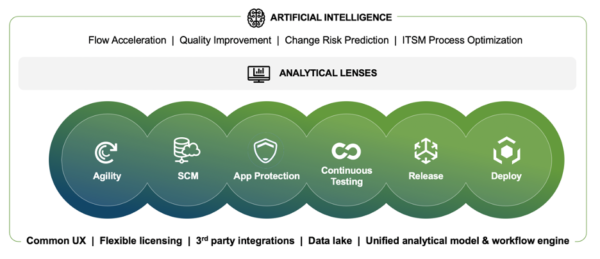 ARTIFICIAL INTELLIGENCE
Flow Acceleration | Quality Improvement | Change Risk Prediction | ITSM Process Optimization
ANALYTICAL LENSES
Agility
SCM
App Protection
Continuous
Testing
Release
Deploy
Common UX | Flexible licensing | 3rd party integrations | Data lake | Unified analytical model & workflow engine